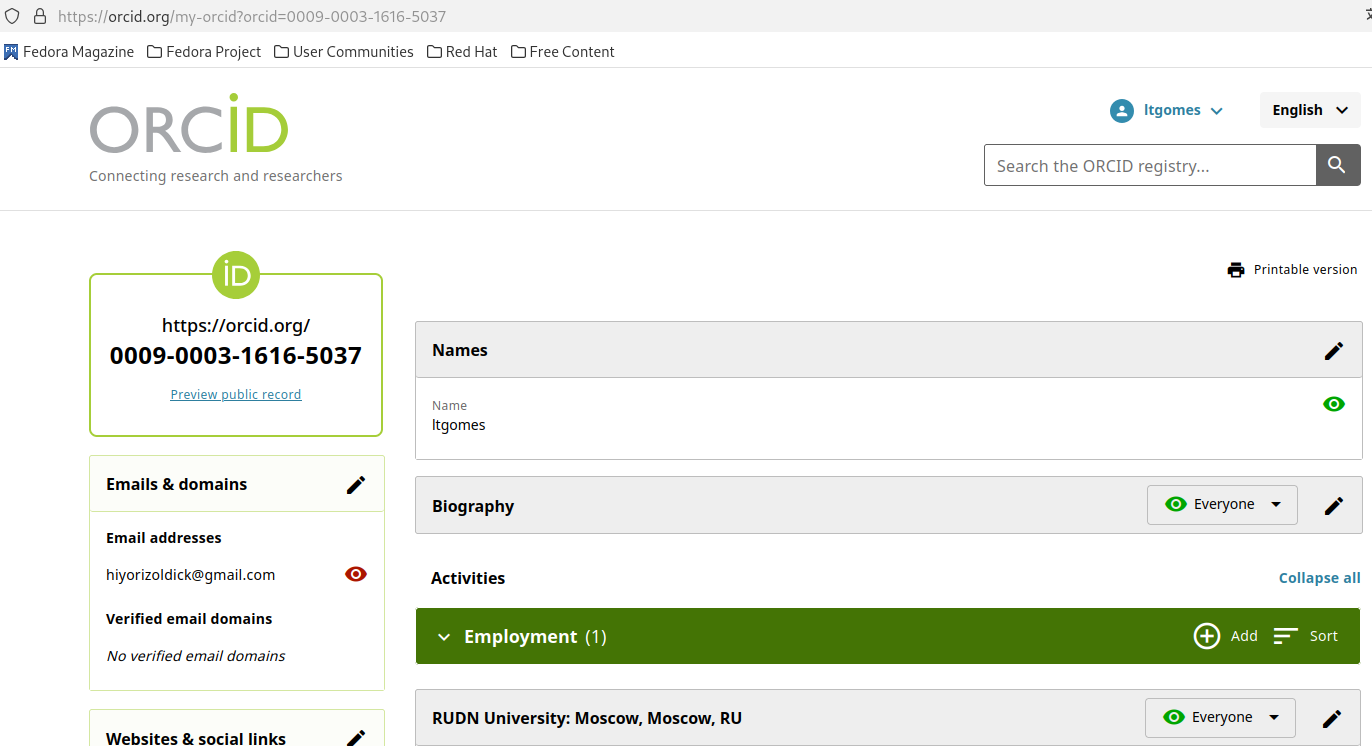 https://orcid.org/my-orcid?orcid=0009-0003-1616-5037
Fedora Magazine Fedora Project User Communities Red Hat Free Content
ORCID
Connecting research and researchers
ltgomes
English
Search the ORCID registry...
Printable version
iD
https://orcid.org/
0009-0003-1616-5037
Preview public record
Emails & domains
Email addresses
hiyorizoldick@gmail.com
Verified email domains
No verified email domains
Websites & social links
Names
Name
ltgomes
Biography
Everyone
Activities
Collapse all
Employment (1)
Add
Sort
RUDN University: Moscow, Moscow, RU
Everyone